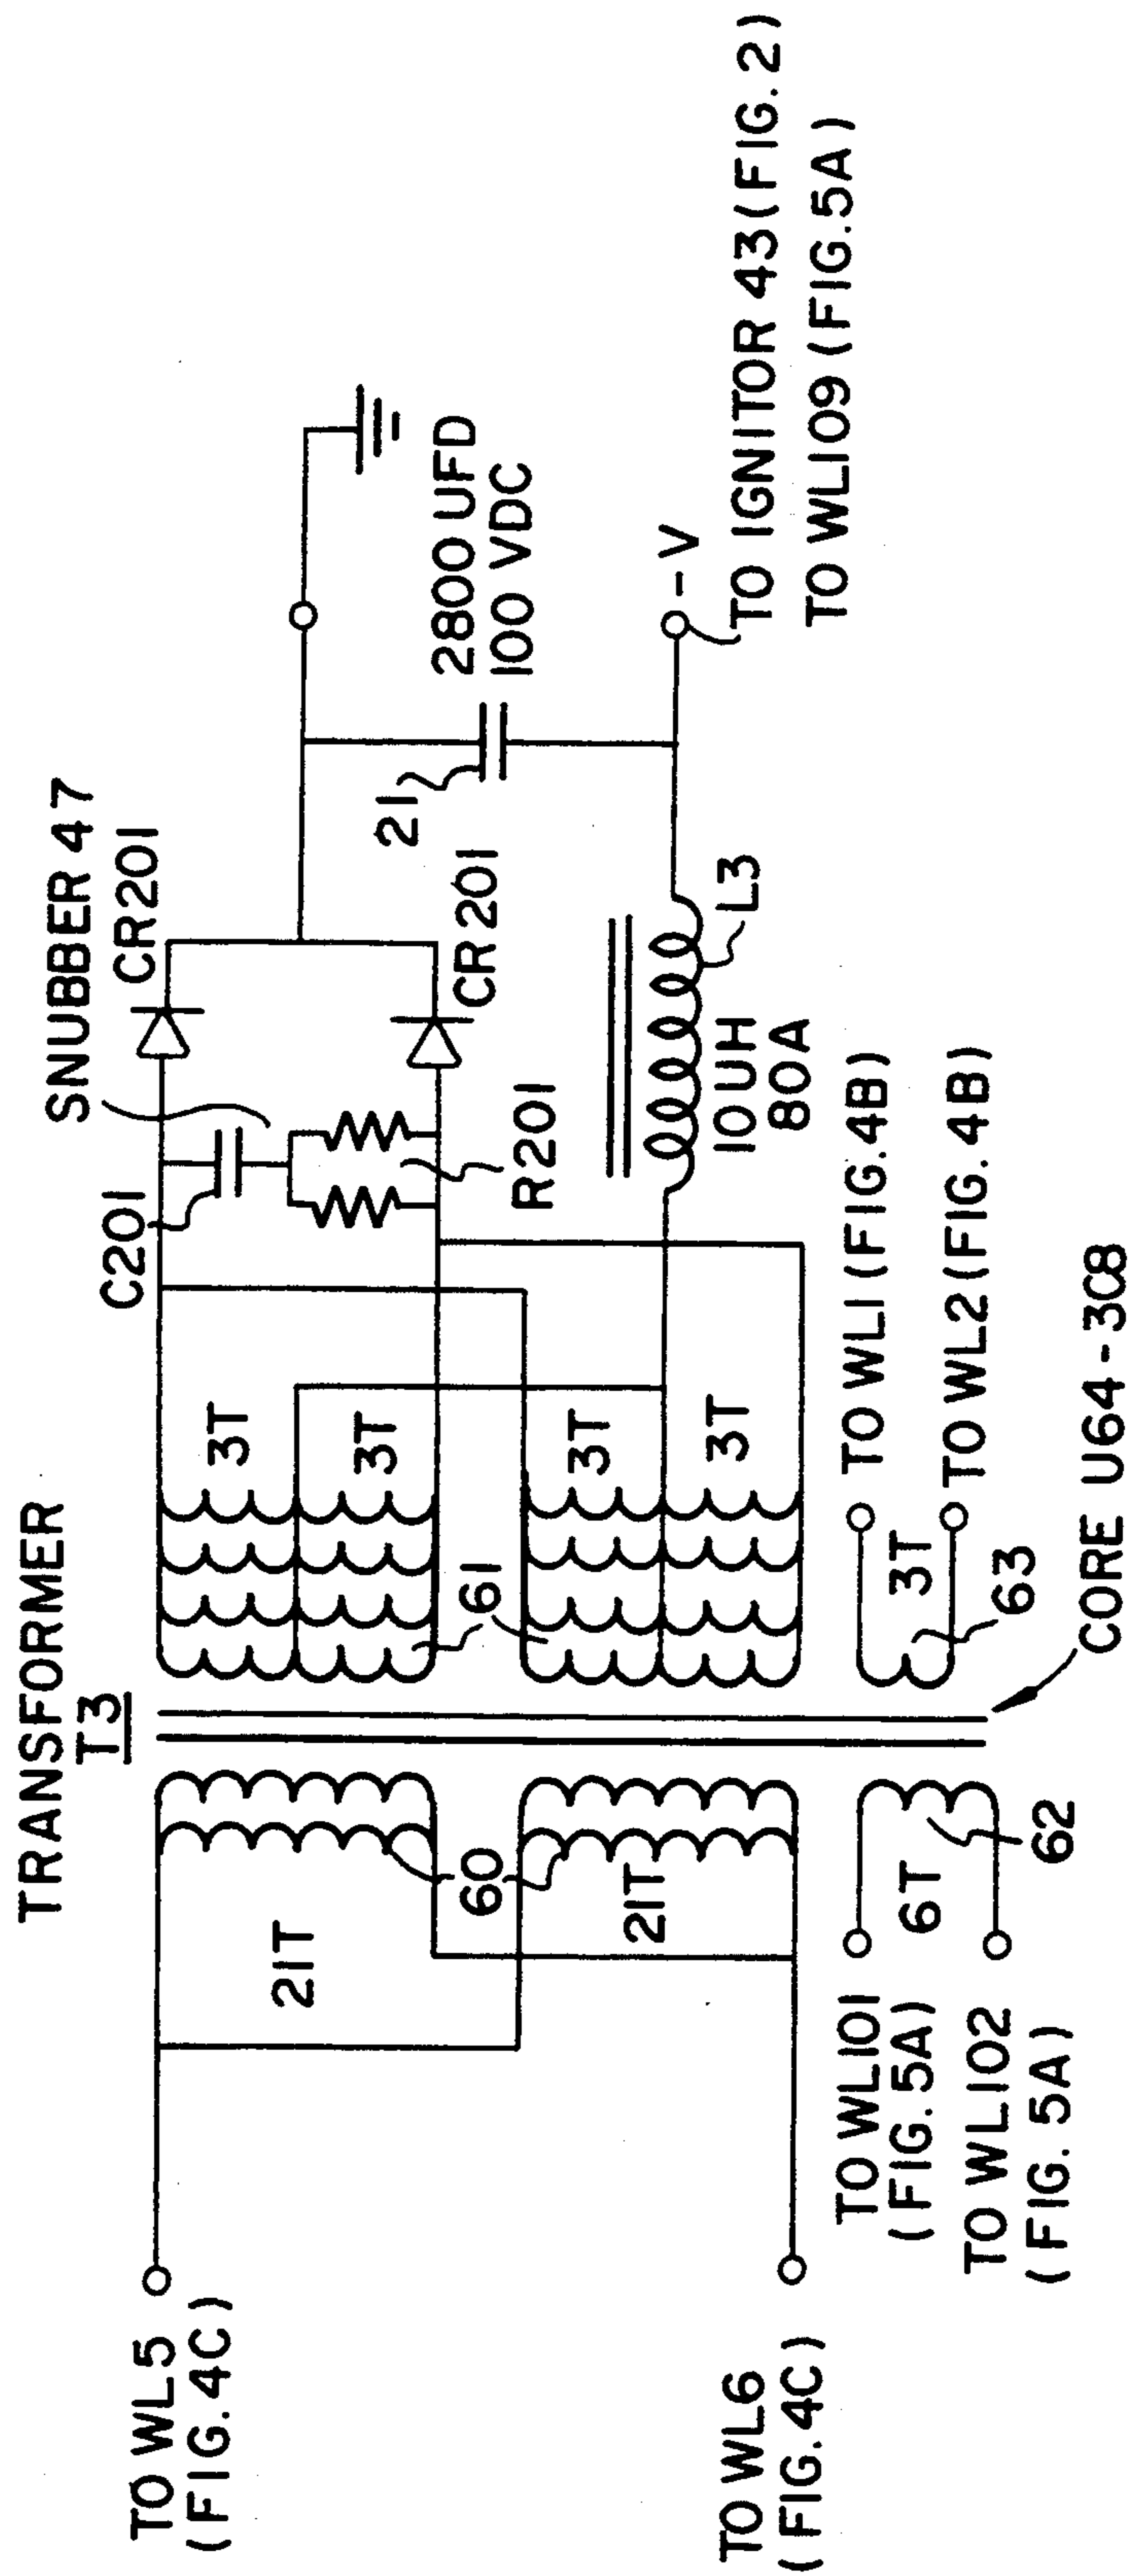 TRANSFORMER
T3
TO WL5
(FIG. 4C)
TO WL6
(FIG. 4C)
21T
60
21T
6T
62
TO WL101
(FIG. 5A)
TO WL102
(FIG. 5A)
3T
3T
61
3T
3T
3T
63
TO WL1 (FIG. 4B)
TO WL2 (FIG. 4B)
CORE U64-3C8
C201
SNUBBER 47
CR201
R201
CR201
10 UH
80A
L3
21
2800 UFD
100 VDC
-V
TO IGNITOR 43 (FIG. 2)
TO WL109 (FIG. 5A)